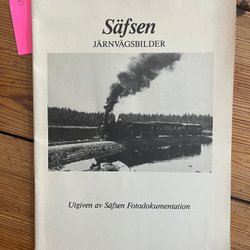 Säfsen
JÄRNVÄGSBILDER
Utgiven av Säfsen Fotodokumentation